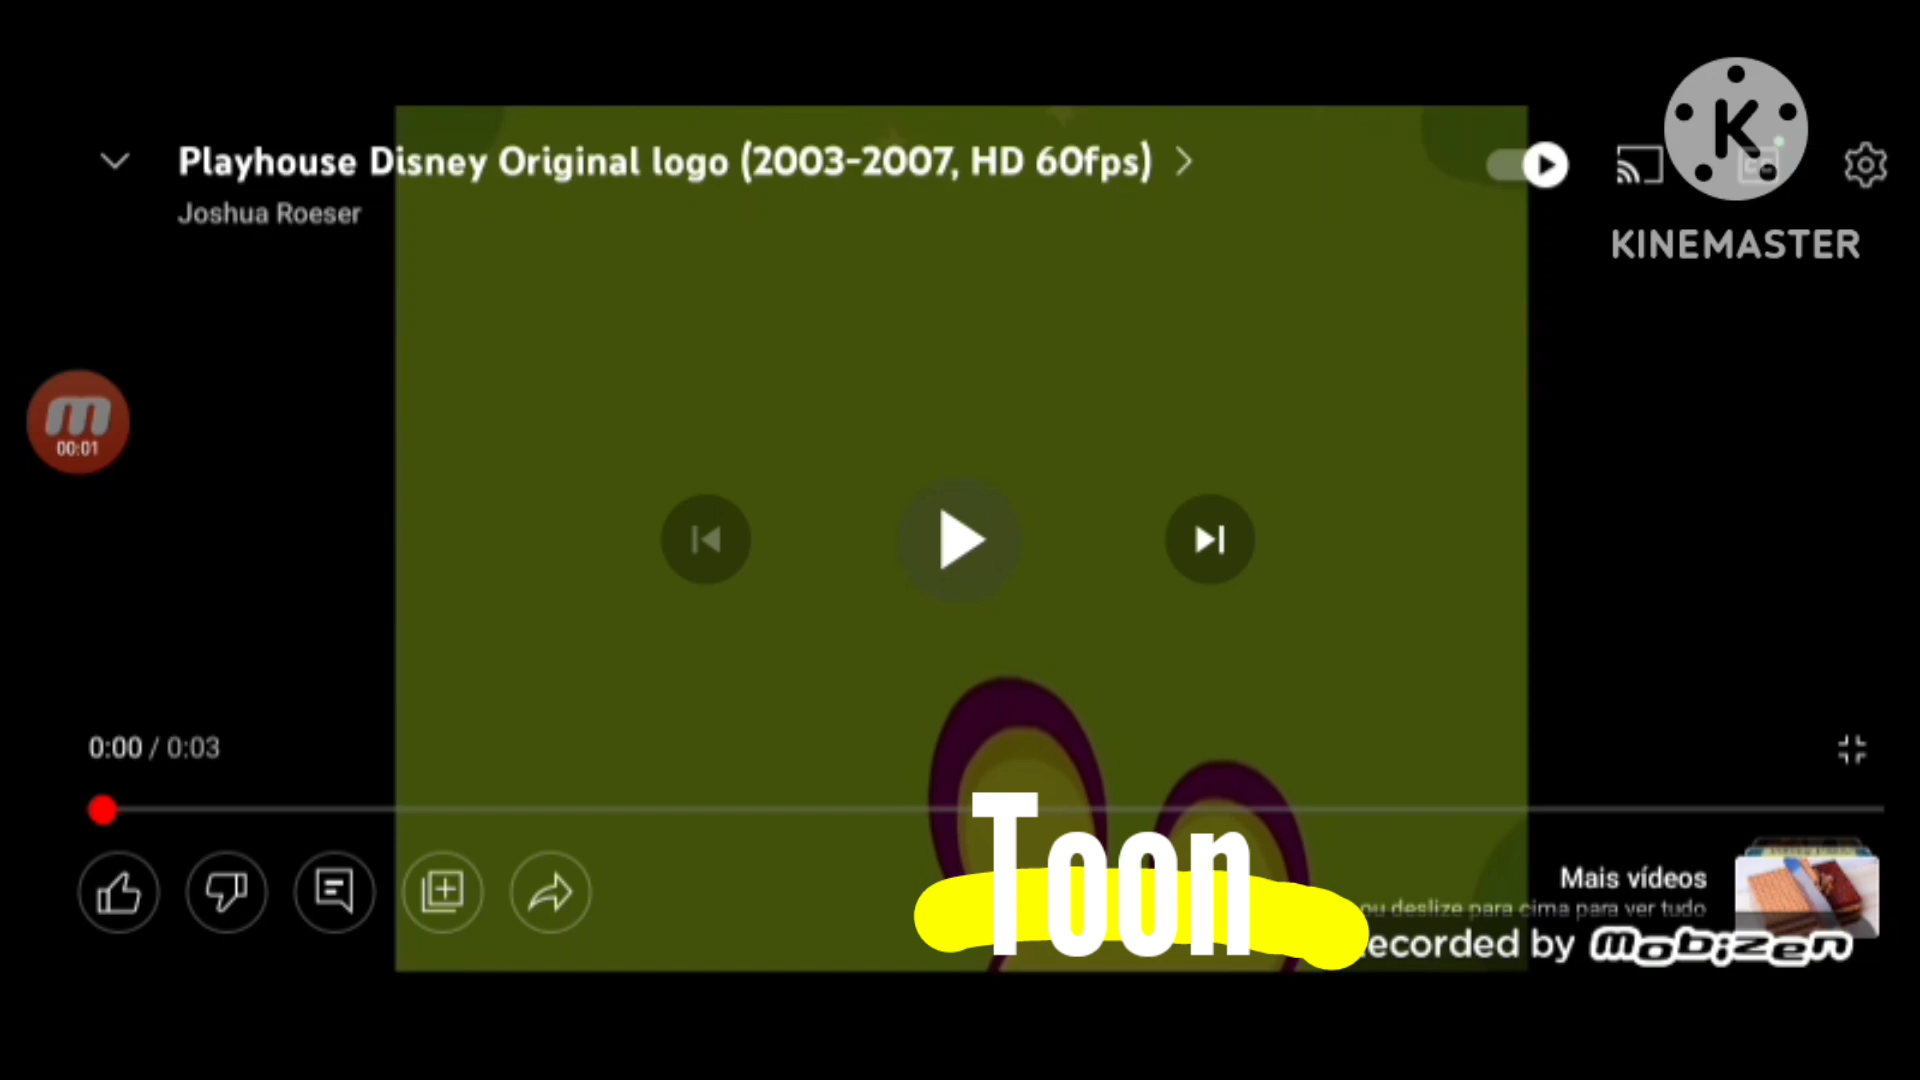 Playhouse Disney Original logo (2003-2007, HD 60fps)
Joshua Roeser
K
KINEMASTER
m
00:01
0:00 / 0:03
Toon
Mais vídeos
ou deslize para cima para ver tudo
ecorded by mobizen